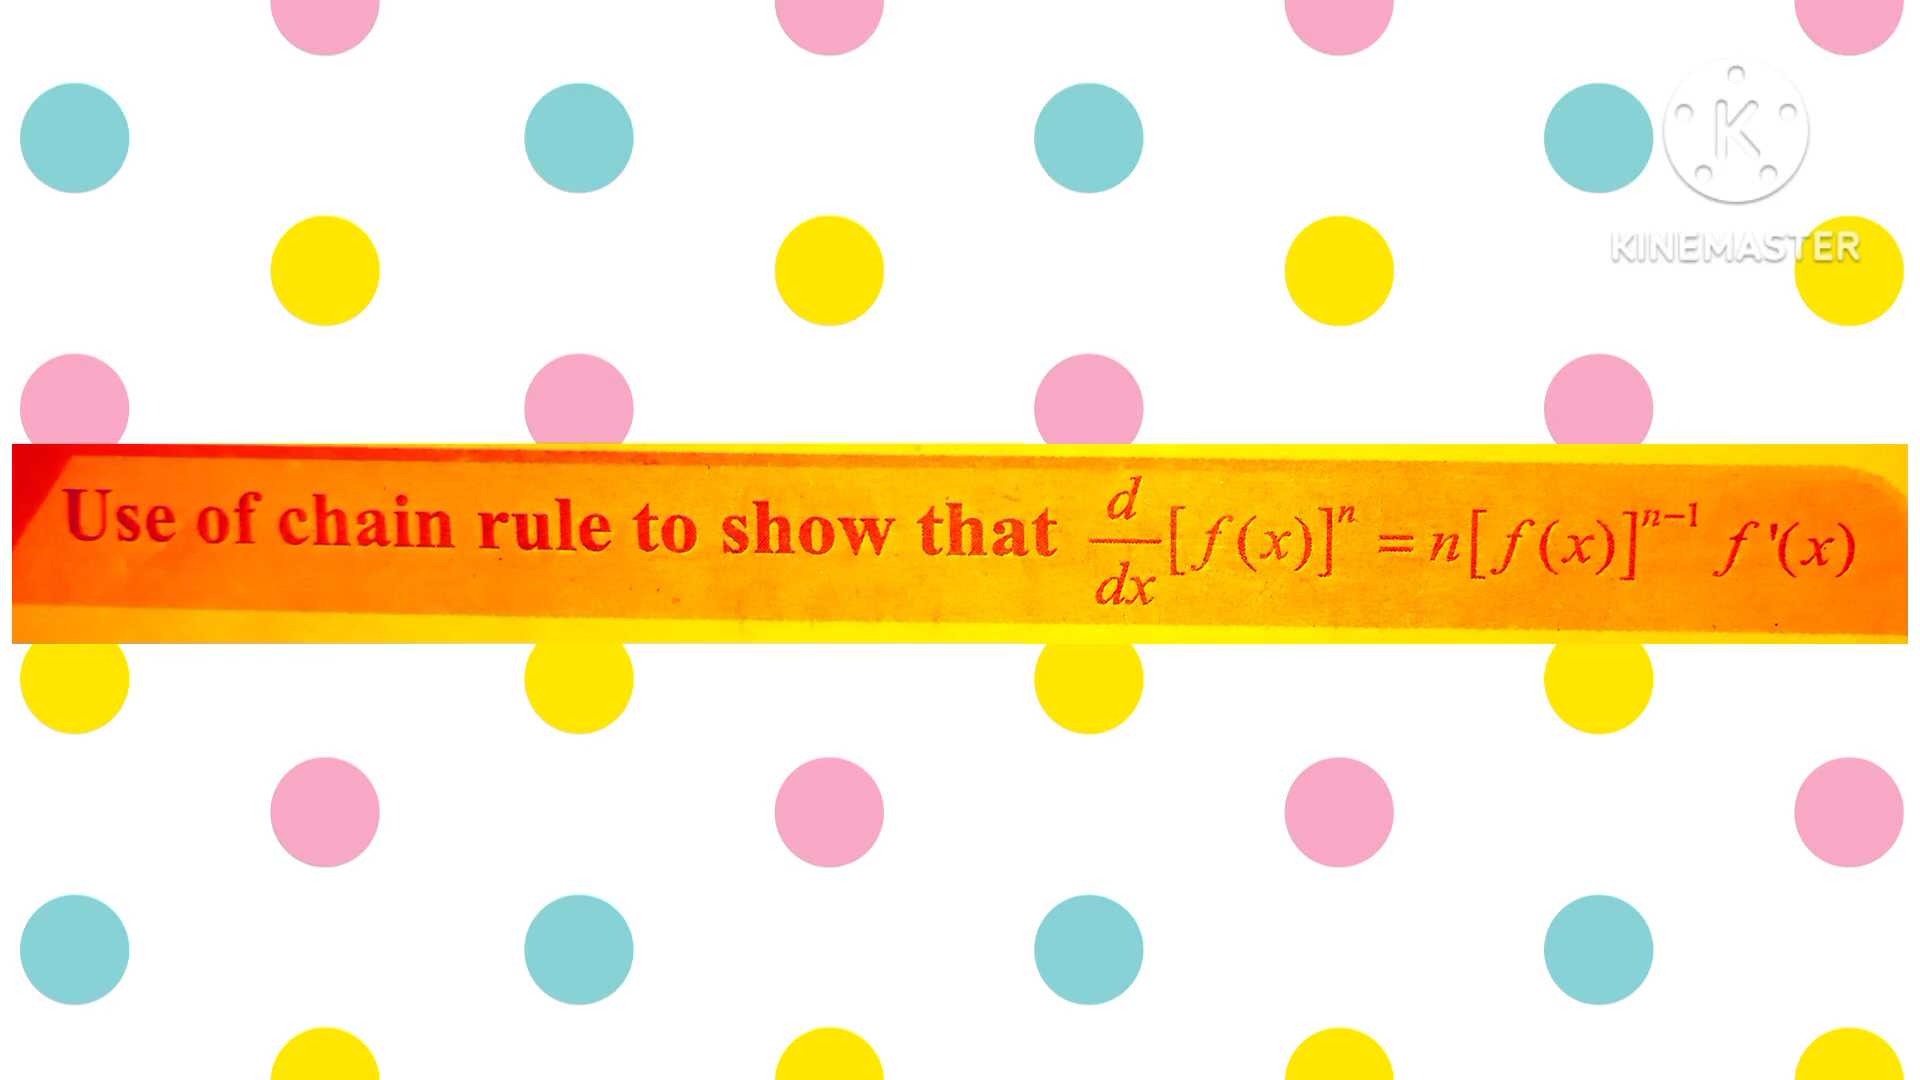 KINEMASTER
Use of chain rule to show that d/dx [f(x)]^n = n[f(x)]^{n-1} f'(x)